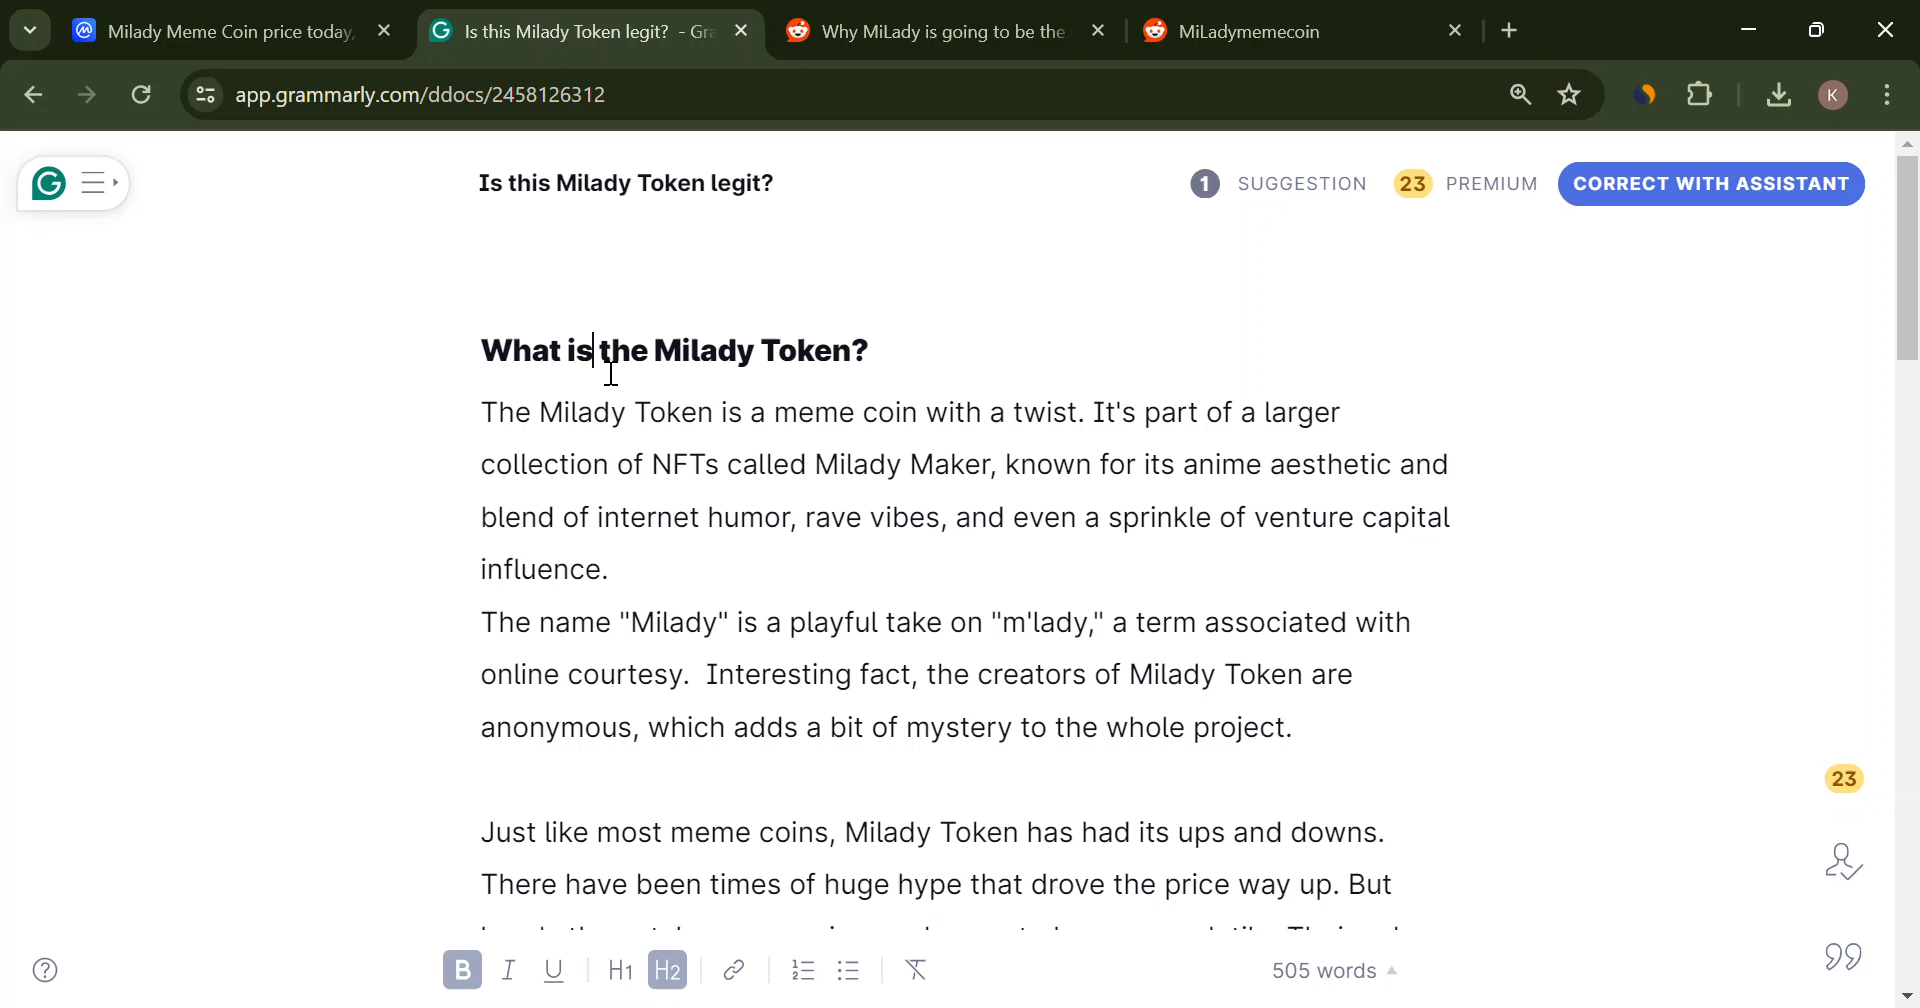 Milady Meme Coin price today,
Is this Milady Token legit? - Gra
Why MiLady is going to be the
MiLadymemecoin
app.grammarly.com/ddocs/2458126312
K
Is this Milady Token legit?
1 SUGGESTION
23 PREMIUM
CORRECT WITH ASSISTANT
What is the Milady Token?
The Milady Token is a meme coin with a twist. It's part of a larger
collection of NFTs called Milady Maker, known for its anime aesthetic and
blend of internet humor, rave vibes, and even a sprinkle of venture capital
influence.
The name "Milady" is a playful take on "m'lady," a term associated with
online courtesy.  Interesting fact, the creators of Milady Token are
anonymous, which adds a bit of mystery to the whole project.
23
Just like most meme coins, Milady Token has had its ups and downs.
There have been times of huge hype that drove the price way up. But
B I U H1 H2
505 words